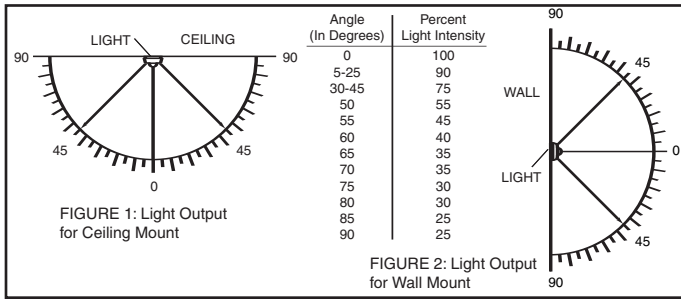 LIGHT CEILING
90 90
45 45
0
FIGURE 1: Light Output
for Ceiling Mount
Angle Percent
(In Degrees) Light Intensity
0 100
5-25 90
30-45 75
50 55
55 45
60 40
65 35
70 35
75 30
80 30
85 25
90 25
90
45
WALL
0
LIGHT
45
90
FIGURE 2: Light Output
for Wall Mount